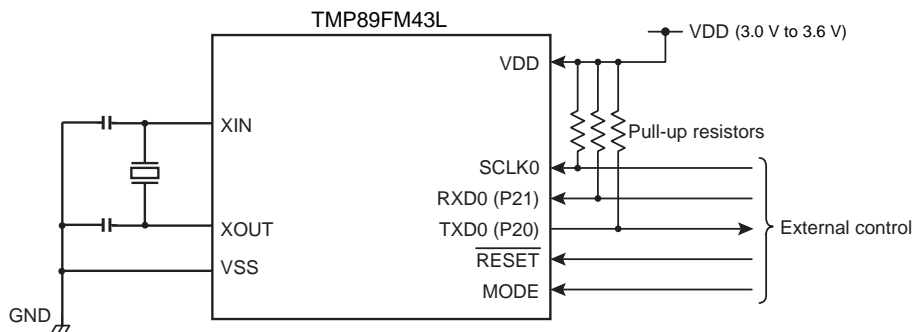 TMP89FM43L
VDD (3.0 V to 3.6 V)
VDD
XIN
Pull-up resistors
SCLK0
RXD0 (P21)
XOUT
TXD0 (P20)
External control
VSS
RESET
MODE
GND